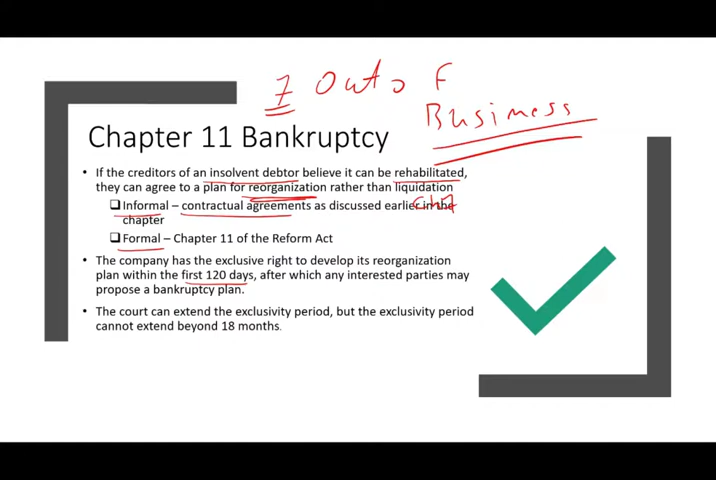 7 Out of
Business
Chapter 11 Bankruptcy
• If the creditors of an insolvent debtor believe it can be rehabilitated,
they can agree to a plan for reorganization rather than liquidation
❑Informal – contractual agreements as discussed earlier in the
chapter
❑Formal – Chapter 11 of the Reform Act
• The company has the exclusive right to develop its reorganization
plan within the first 120 days, after which any interested parties may
propose a bankruptcy plan.
• The court can extend the exclusivity period, but the exclusivity period
cannot extend beyond 18 months.